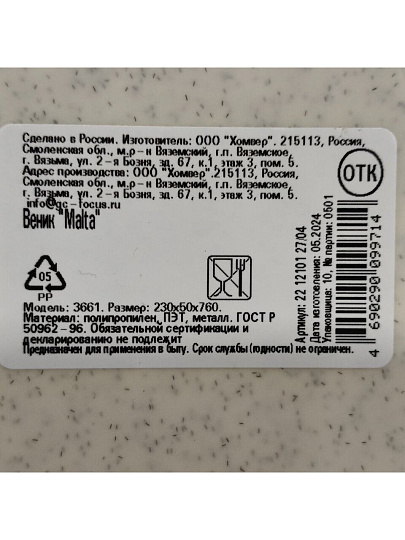 Сделано в России. Изготовитель: ООО "Хомвер". 215113, Россия,
Смоленская обл., м.р-н Вяземский, г.п. Вяземское,
г. Вязьма, ул. 2-я Бозня, зд. 67, к.1, этаж 3, пом. 5.
Адрес производства: ООО "Хомвер".215113, Россия,
Смоленская обл., м.р-н Вяземский, г.п. Вяземское,
г. Вязьма, ул. 2-я Бозня, зд. 67, к.1, этаж 3, пом. 5.
info@gc-focus.ru
Веник "Malta"
ОТК
05
PP
Модель: 3661. Размер: 230x50x760.
Материал: полипропилен, ПЭТ, металл. ГОСТ Р
50962-96. Обязательной сертификации и
декларированию не подлежит
Предназначен для применения в быту. Срок службы (годности) не ограничен.
Артикул: 22 12101 2704
Дата изготовления: 05.2024
Упаковщица: 10, № партии: 0501
4 690290 099714